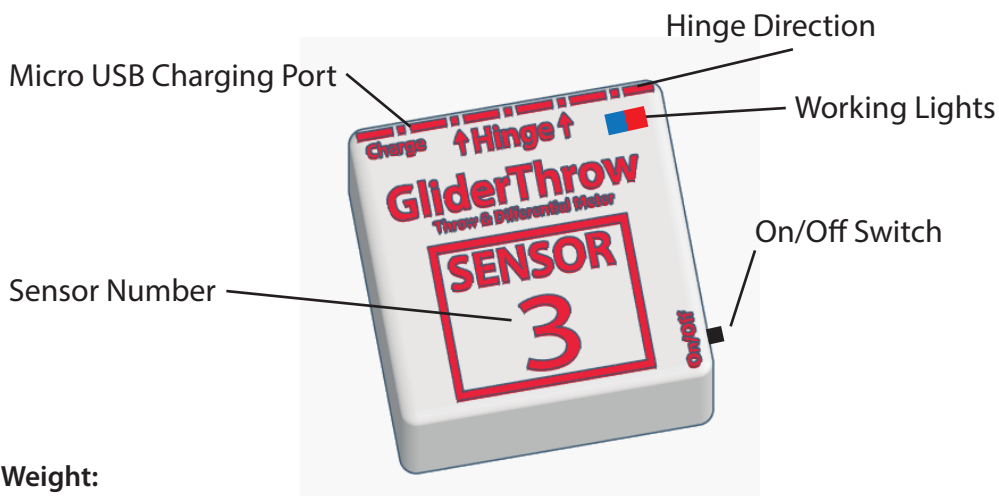 Hinge Direction
Micro USB Charging Port
Working Lights
Charge
Hinge
GliderThrow
Throw & Differential Meter
On/Off Switch
SENSOR
Sensor Number
3
On/Off
Weight: